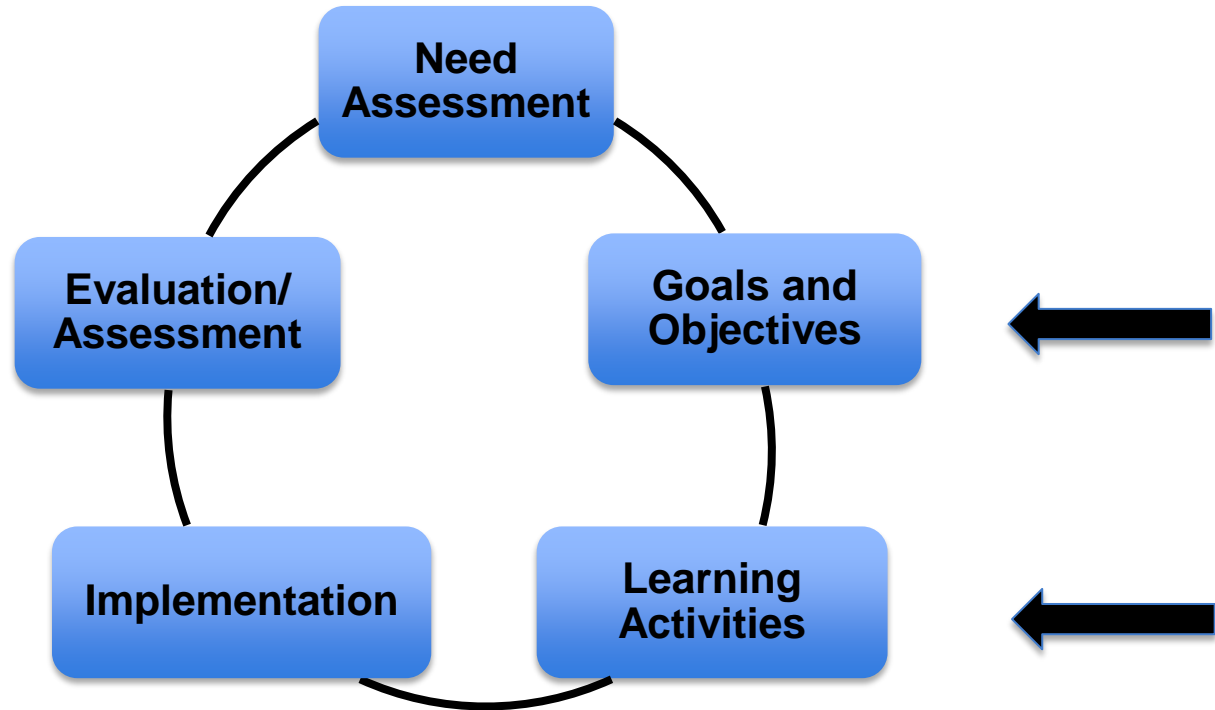 Need
Assessment
Goals and
Objectives
Learning
Activities
Implementation
Evaluation/
Assessment